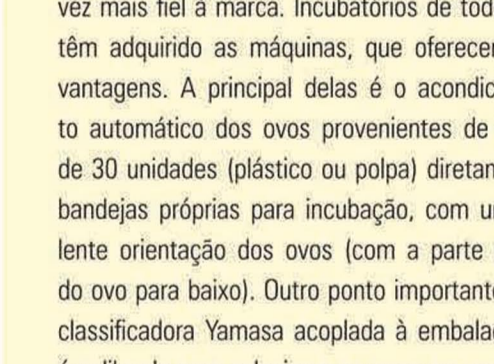 vez mais fiel à marca. Incubatórios de tod
têm adquirido as máquinas, que oferecer
vantagens. A principal delas é o acondic
to automático dos ovos provenientes de
de 30 unidades (plástico ou polpa) diretan
bandejas próprias para incubação, com u
lente orientação dos ovos (com a parte
do ovo para baixo). Outro ponto important
classificadora Yamasa acoplada à embala